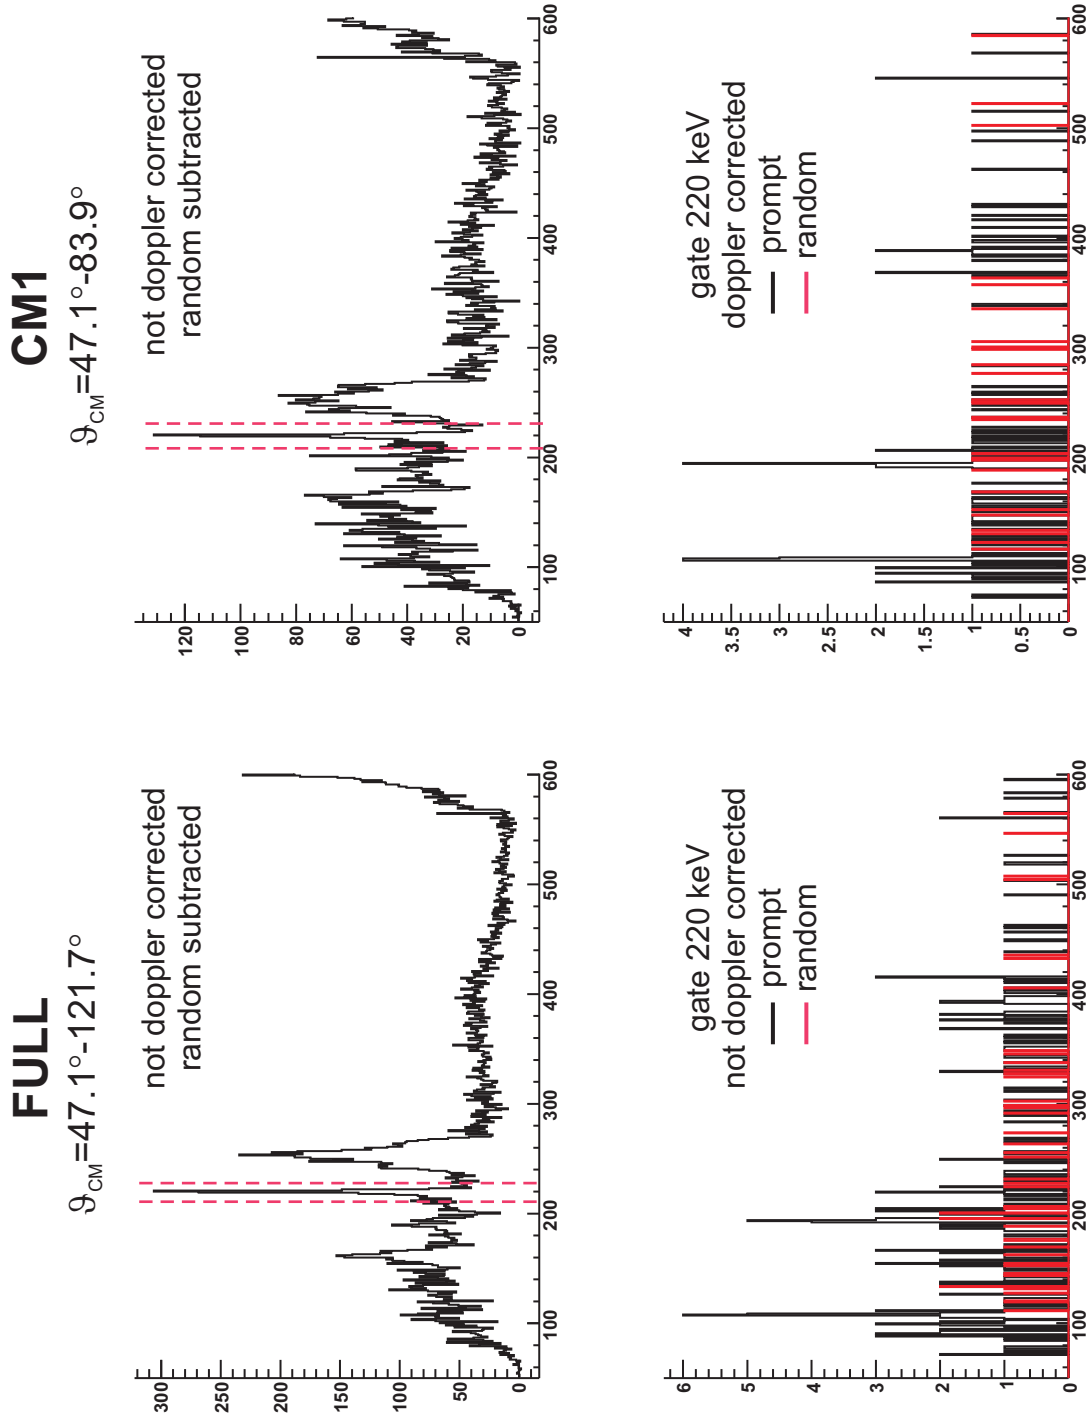 FULL
ϑCM=47.1°-121.7°
not doppler corrected
random subtracted
300
250
200
150
100
50
0
100 200 300 400 500 600
CM1
ϑCM=47.1°-83.9°
not doppler corrected
random subtracted
120
100
80
60
40
20
0
100 200 300 400 500 600
gate 220 keV
not doppler corrected
prompt
random
6
5
4
3
2
1
0
100 200 300 400 500 600
gate 220 keV
doppler corrected
prompt
random
4
3.5
3
2.5
2
1.5
1
0.5
0
100 200 300 400 500 600